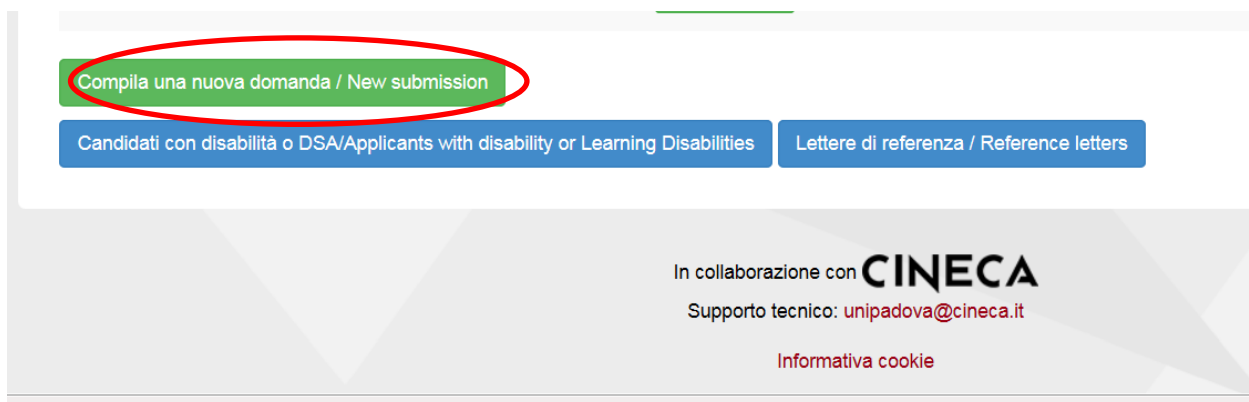 Compila una nuova domanda / New submission
Candidati con disabilità o DSA/Applicants with disability or Learning Disabilities
Lettere di referenza / Reference letters
In collaborazione con CINECA
Supporto tecnico: unipadova@cineca.it
Informativa cookie